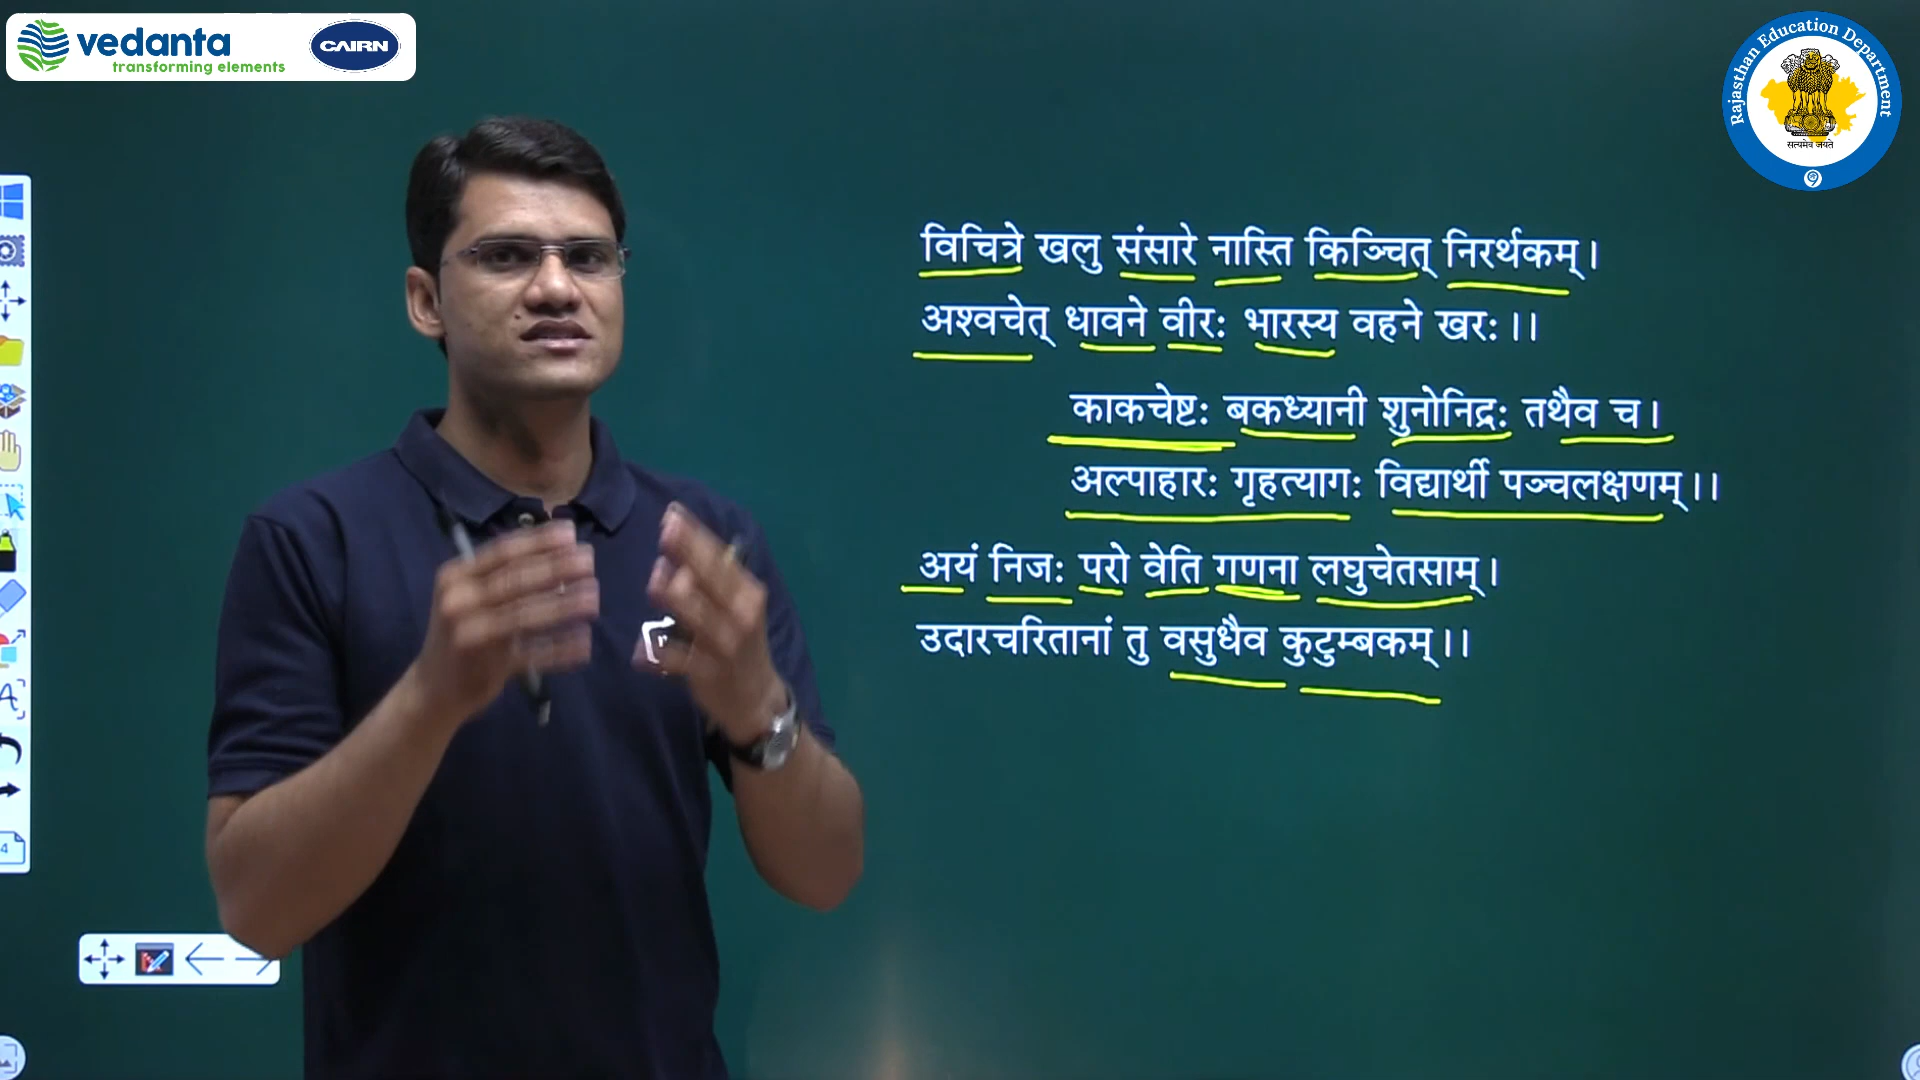 vedanta
transforming elements
CAIRN
Rajasthan Education Department
सत्यमेव जयते
विचित्रे खलु संसारे नास्ति किञ्चित् निरर्थकम्।
अश्वचेत् धावने वीरः भारस्य वहने खरः।।
काकचेष्टः बकध्यानी शुनोनिद्रः तथैव च।
अल्पाहारः गृहत्यागः विद्यार्थी पञ्चलक्षणम्।।
अयं निजः परो वेति गणना लघुचेतसाम्।
उदारचरितानां तु वसुधैव कुटुम्बकम्।।
A
4